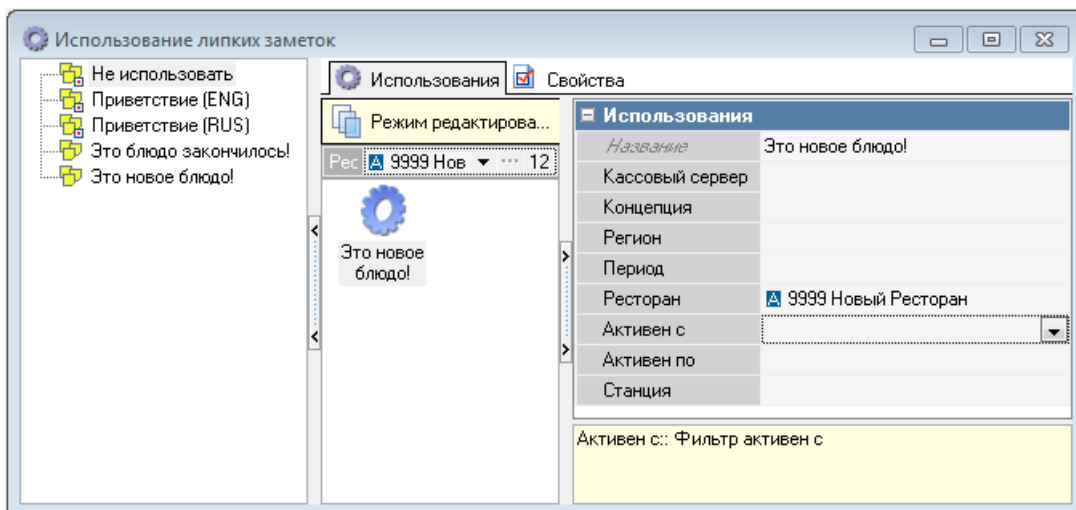 Использование липких заметок
Не использовать
Приветствие (ENG)
Приветствие (RUS)
Это блюдо закончилось!
Это новое блюдо!
Использования
Свойства
Режим редактирова...
Рес
A 9999 Нов ··· 12
Это новое
блюдо!
Использования
Название Это новое блюдо!
Кассовый сервер
Концепция
Регион
Период
Ресторан A 9999 Новый Ресторан
Активен с
Активен по
Станция
Активен с:: Фильтр активен с